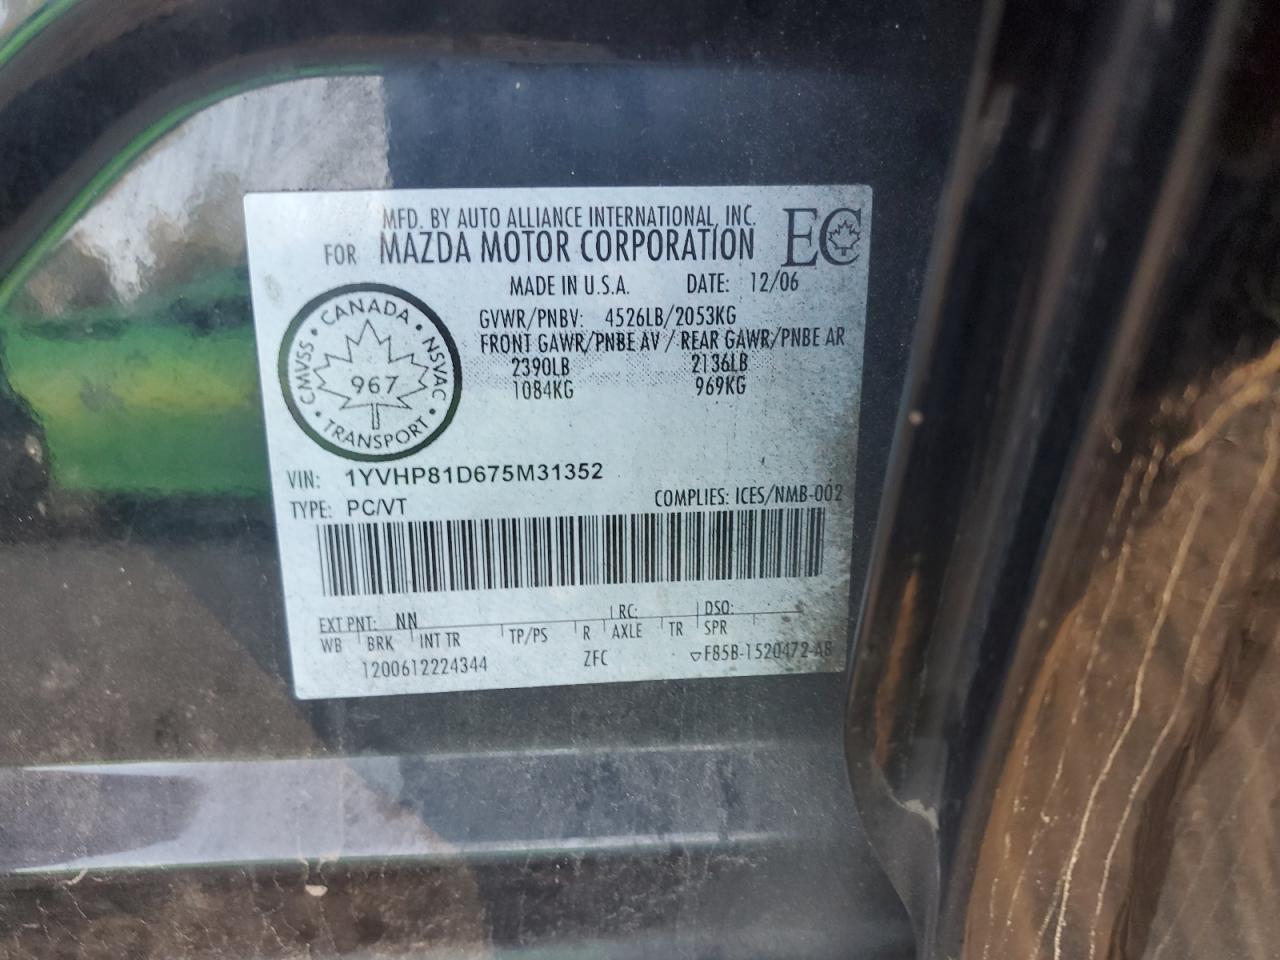 MFD. BY AUTO ALLIANCE INTERNATIONAL, INC.
FOR MAZDA MOTOR CORPORATION
EC
MADE IN U.S.A. DATE: 12/06
GVWR/PNBV: 4526LB/2053KG
FRONT GAWR/PNBE AV / REAR GAWR/PNBE AR
2390LB 2136LB
1084KG 969KG
CANADA • NSVAC • TRANSPORT • CMVSS •
967
VIN: 1YVHP81D675M31352
TYPE: PC/VT COMPLIES: ICES/NMB-002
EXT PNT: NN RC: DSO:
WB BRK INT TR TP/PS R AXLE TR SPR
1200612224344 ZFC ▽F85B-1520472-AB